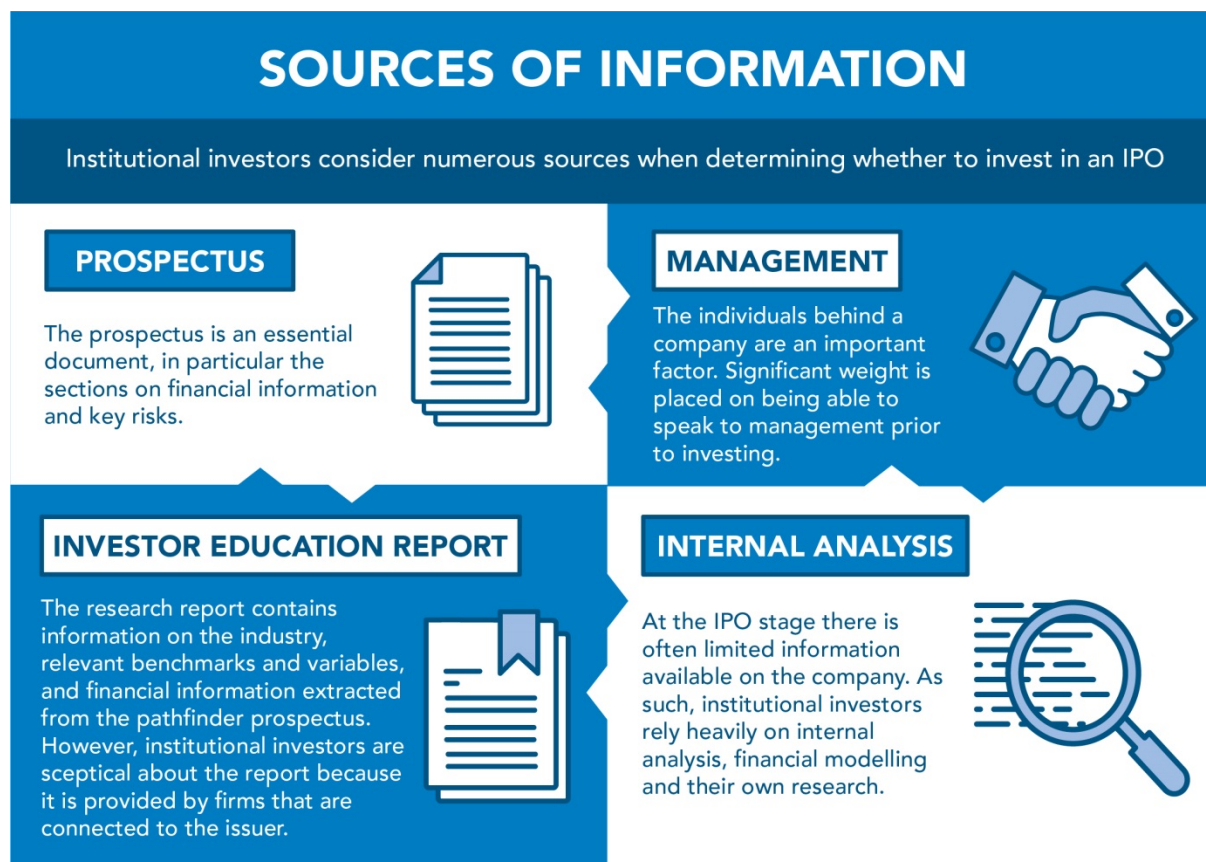 SOURCES OF INFORMATION
Institutional investors consider numerous sources when determining whether to invest in an IPO
PROSPECTUS
The prospectus is an essential
document, in particular the
sections on financial information
and key risks.
MANAGEMENT
The individuals behind a
company are an important
factor. Significant weight is
placed on being able to
speak to management prior
to investing.
INVESTOR EDUCATION REPORT
The research report contains
information on the industry,
relevant benchmarks and variables,
and financial information extracted
from the pathfinder prospectus.
However, institutional investors are
sceptical about the report because
it is provided by firms that are
connected to the issuer.
INTERNAL ANALYSIS
At the IPO stage there is
often limited information
available on the company. As
such, institutional investors
rely heavily on internal
analysis, financial modelling
and their own research.